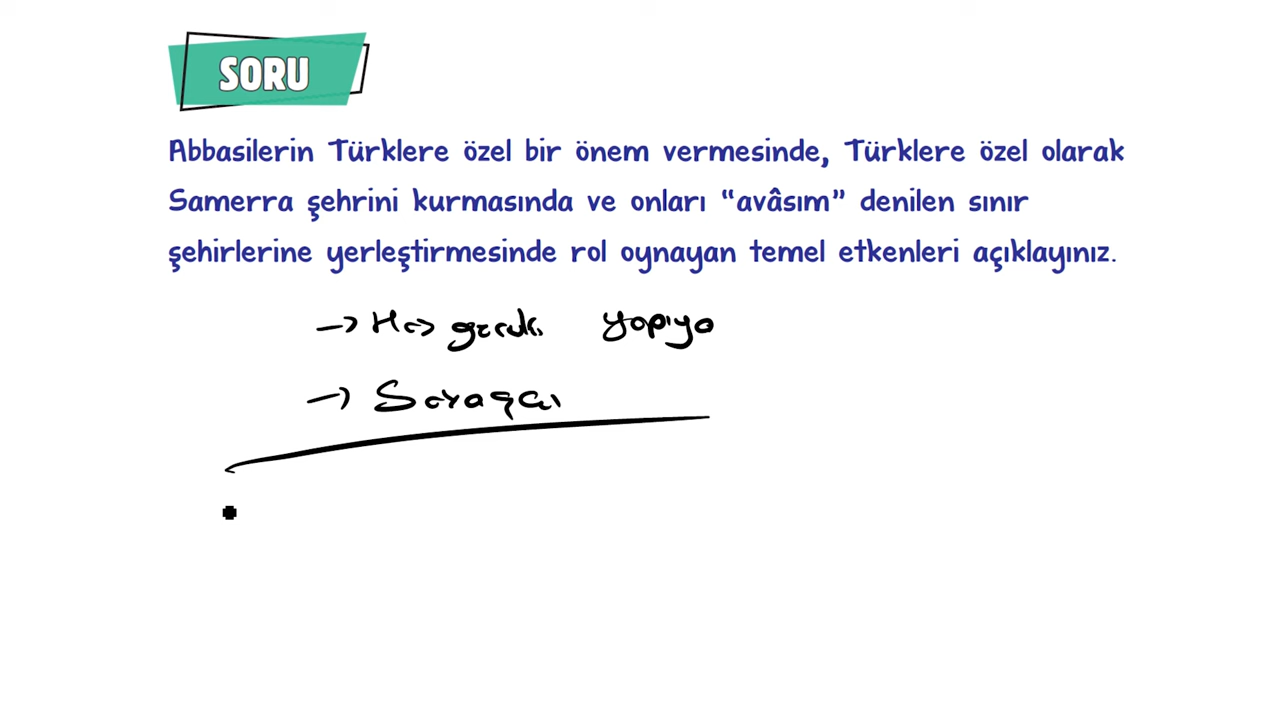 SORU
Abbasilerin Türklere özel bir önem vermesinde, Türklere özel olarak
Samerra şehrini kurmasında ve onları “avâsım” denilen sınır
şehirlerine yerleştirmesinde rol oynayan temel etkenleri açıklayınız.
→ yapıyo
→ Savaşçı